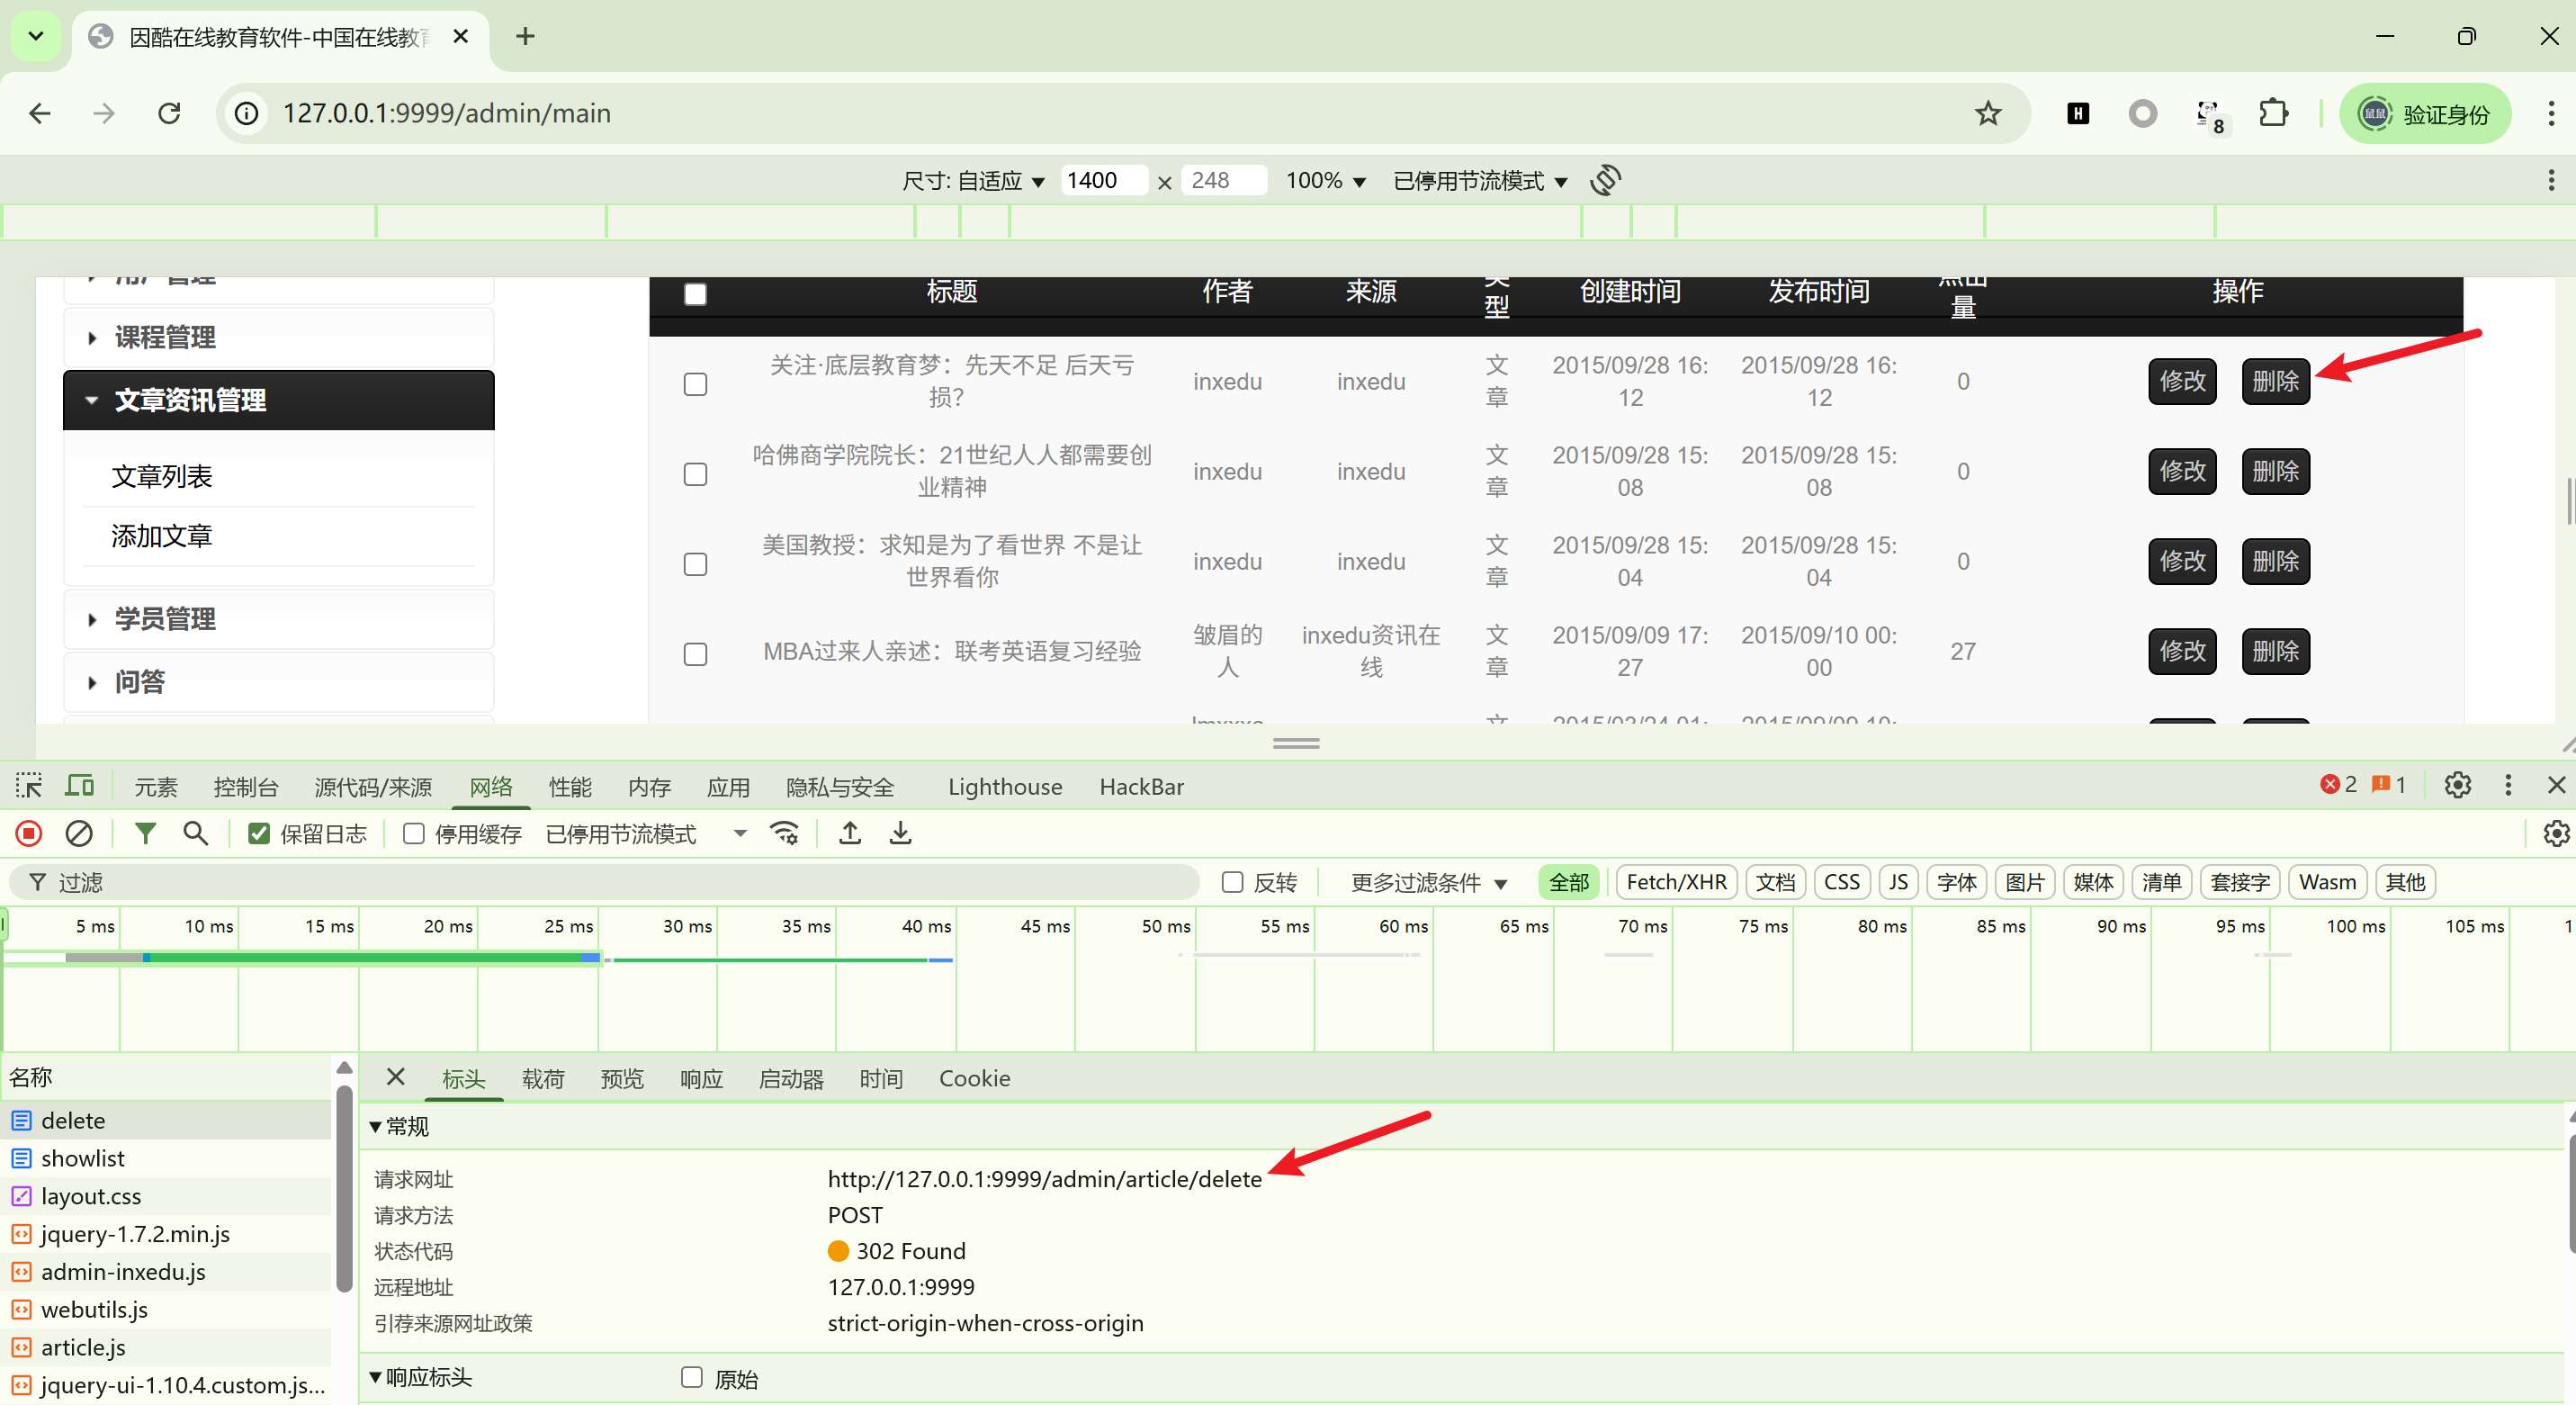 因酷在线教育软件-中国在线教育
127.0.0.1:9999/admin/main
H
8
验证身份
尺寸: 自适应 1400 × 248 100% 已停用节流模式
用户管理
课程管理
文章资讯管理
文章列表
添加文章
学员管理
问答
标题 作者 来源 类型 创建时间 发布时间 点击量 操作
关注·底层教育梦：先天不足 后天亏损? inxedu inxedu 文章 2015/09/28 16:12 2015/09/28 16:12 0 修改 删除
哈佛商学院院长：21世纪人人都需要创业精神 inxedu inxedu 文章 2015/09/28 15:08 2015/09/28 15:08 0 修改 删除
美国教授：求知是为了看世界 不是让世界看你 inxedu inxedu 文章 2015/09/28 15:04 2015/09/28 15:04 0 修改 删除
MBA过来人亲述：联考英语复习经验 皱眉的人 inxedu资讯在线 文章 2015/09/09 17:27 2015/09/10 00:00 27 修改 删除
元素 控制台 源代码/来源 网络 性能 内存 应用 隐私与安全 Lighthouse HackBar 2 1
保留日志 停用缓存 已停用节流模式
过滤 反转 更多过滤条件 全部 Fetch/XHR 文档 CSS JS 字体 图片 媒体 清单 套接字 Wasm 其他
5 ms 10 ms 15 ms 20 ms 25 ms 30 ms 35 ms 40 ms 45 ms 50 ms 55 ms 60 ms 65 ms 70 ms 75 ms 80 ms 85 ms 90 ms 95 ms 100 ms 105 ms 1
名称
delete
showlist
layout.css
jquery-1.7.2.min.js
admin-inxedu.js
webutils.js
article.js
jquery-ui-1.10.4.custom.js...
标头 载荷 预览 响应 启动器 时间 Cookie
常规
请求网址 http://127.0.0.1:9999/admin/article/delete
请求方法 POST
状态代码 302 Found
远程地址 127.0.0.1:9999
引荐来源网址政策 strict-origin-when-cross-origin
响应标头 原始